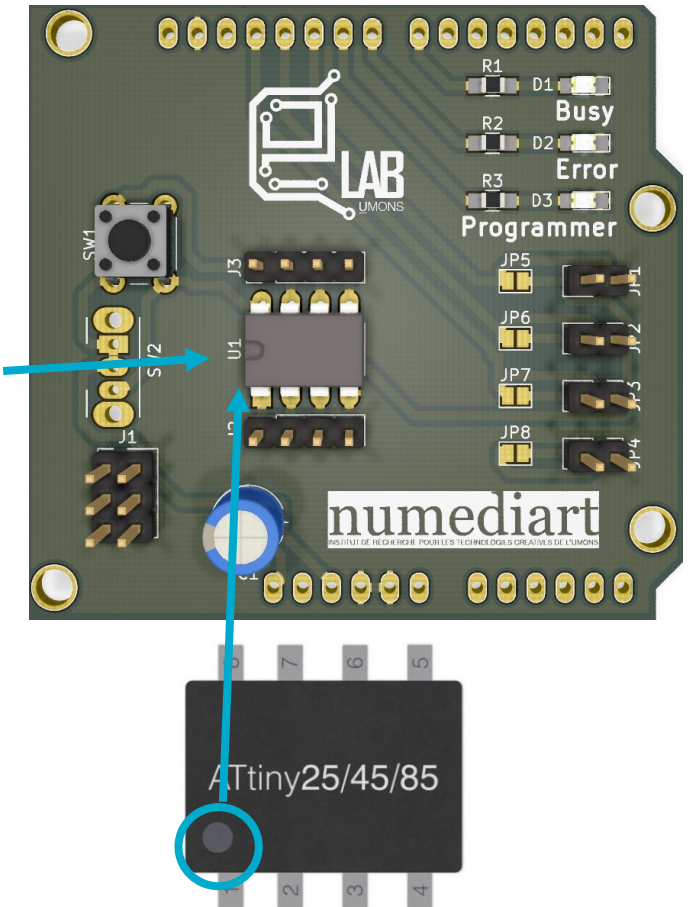 R1
D1
Busy
R2
D2
Error
R3
D3
Programmer
LAB
UMONS
SW1
J3
JP5
JP1
JP6
JP2
U1
SW2
JP7
JP3
JP8
JP4
J1
J2
numediart
INSTITUT DE RECHERCHE POUR LES TECHNOLOGIES CRÉATIVES DE L'UMONS
C1
8 7 6 5
ATtiny25/45/85
1 2 3 4